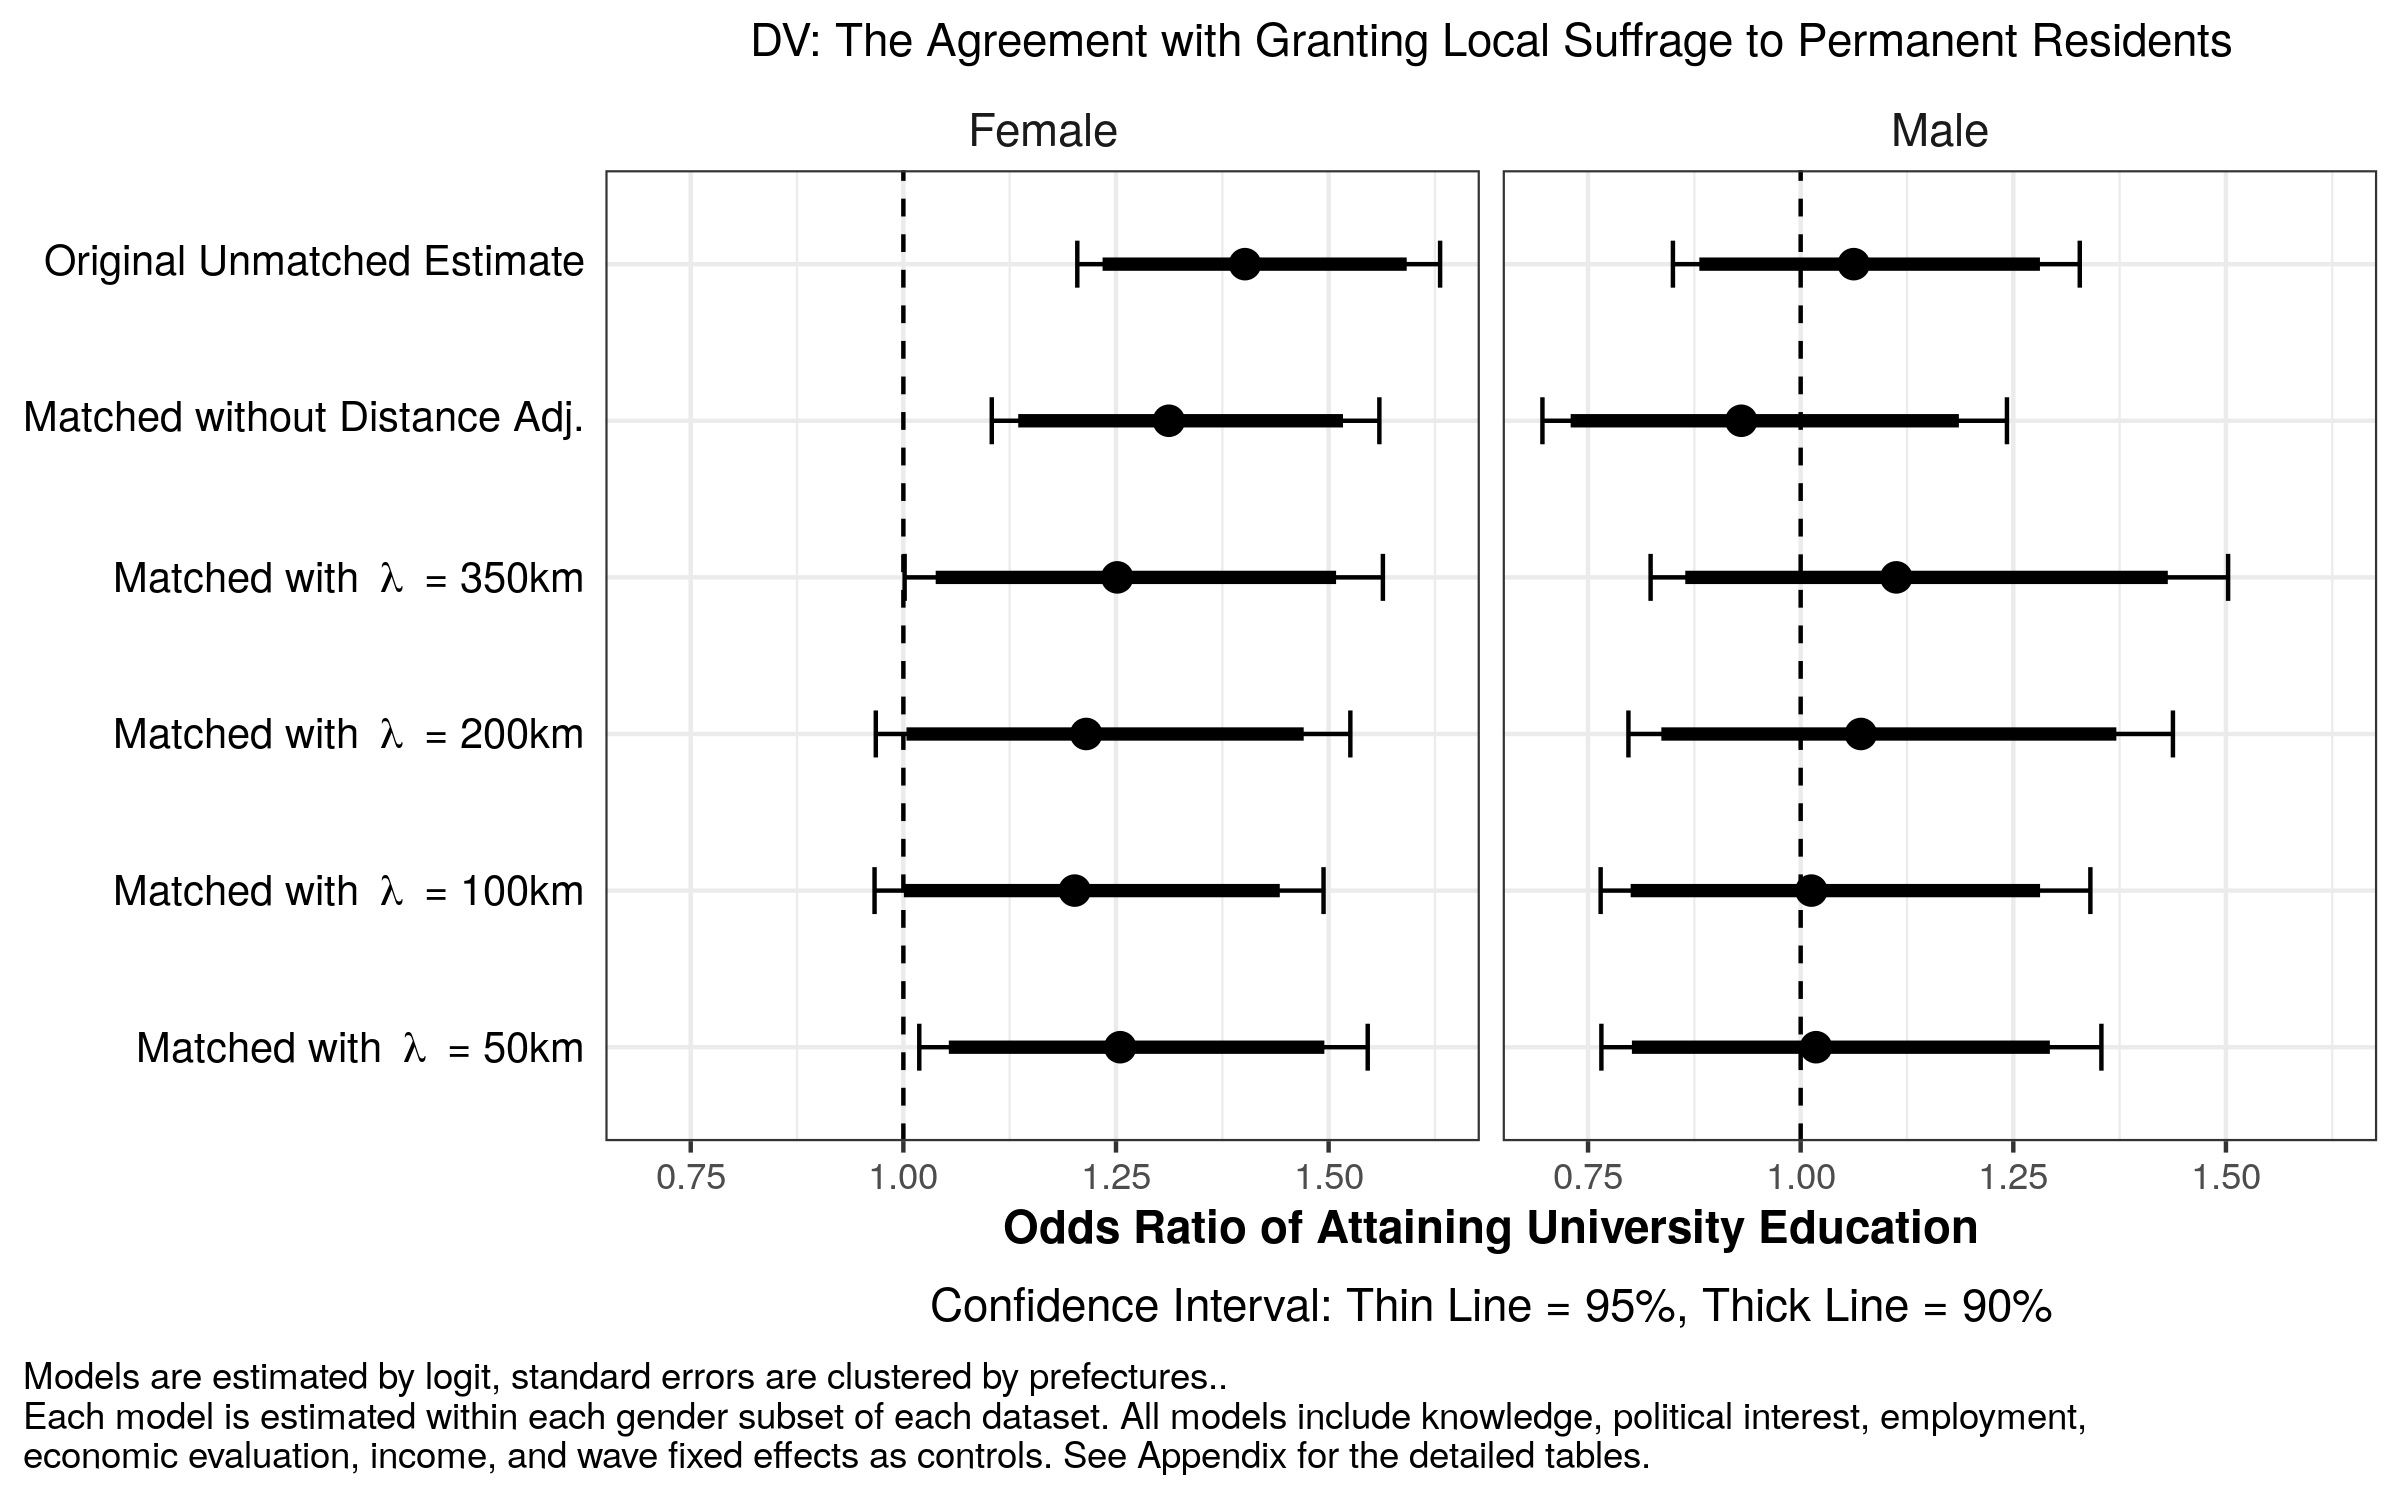 DV: The Agreement with Granting Local Suffrage to Permanent Residents
Female
Male
Original Unmatched Estimate
Matched without Distance Adj.
Matched with λ = 350km
Matched with λ = 200km
Matched with λ = 100km
Matched with λ = 50km
0.75 1.00 1.25 1.50
0.75 1.00 1.25 1.50
Odds Ratio of Attaining University Education
Confidence Interval: Thin Line = 95%, Thick Line = 90%
Models are estimated by logit, standard errors are clustered by prefectures..
Each model is estimated within each gender subset of each dataset. All models include knowledge, political interest, employment,
economic evaluation, income, and wave fixed effects as controls. See Appendix for the detailed tables.